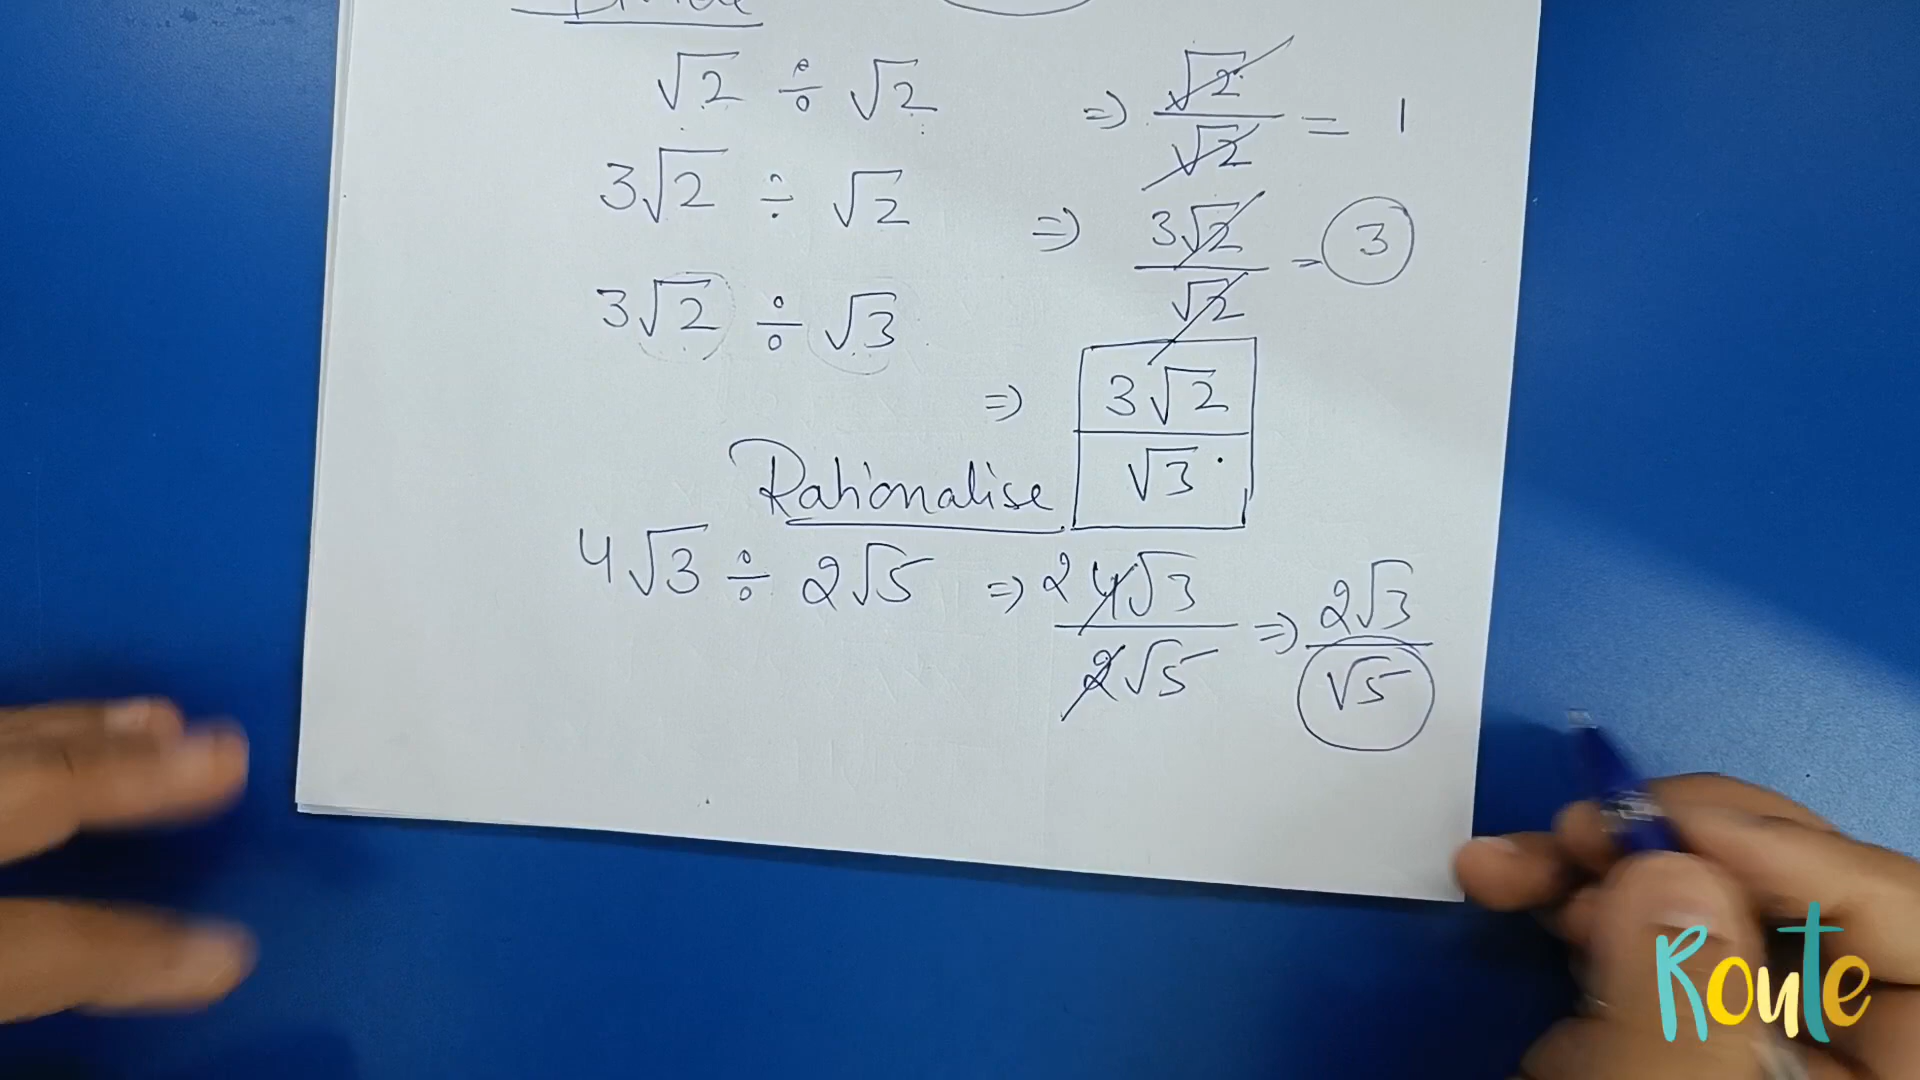 Divide
√2 ÷ √2 ⇒ √2/√2 = 1
3√2 ÷ √2 ⇒ 3√2/√2 = 3
3√2 ÷ √3
⇒ 3√2/√3
Rationalise
4√3 ÷ 2√5 ⇒ 2 4√3/2√5 ⇒ 2√3/√5
Route